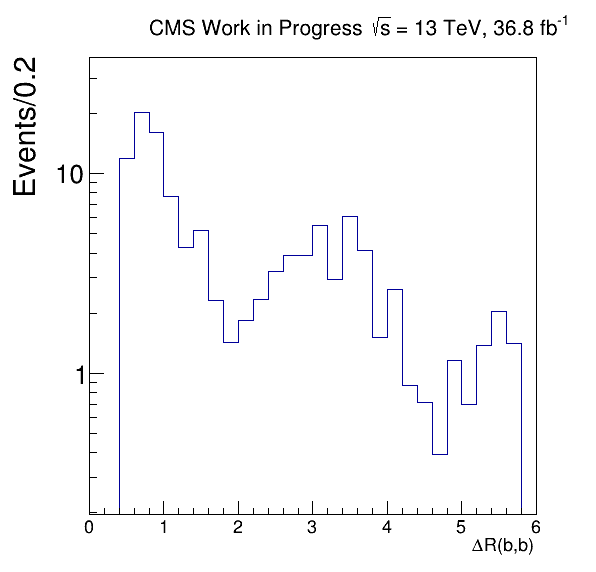 CMS Work in Progress √s = 13 TeV, 36.8 fb⁻¹
Events/0.2
10
1
0 1 2 3 4 5 6
ΔR(b,b)